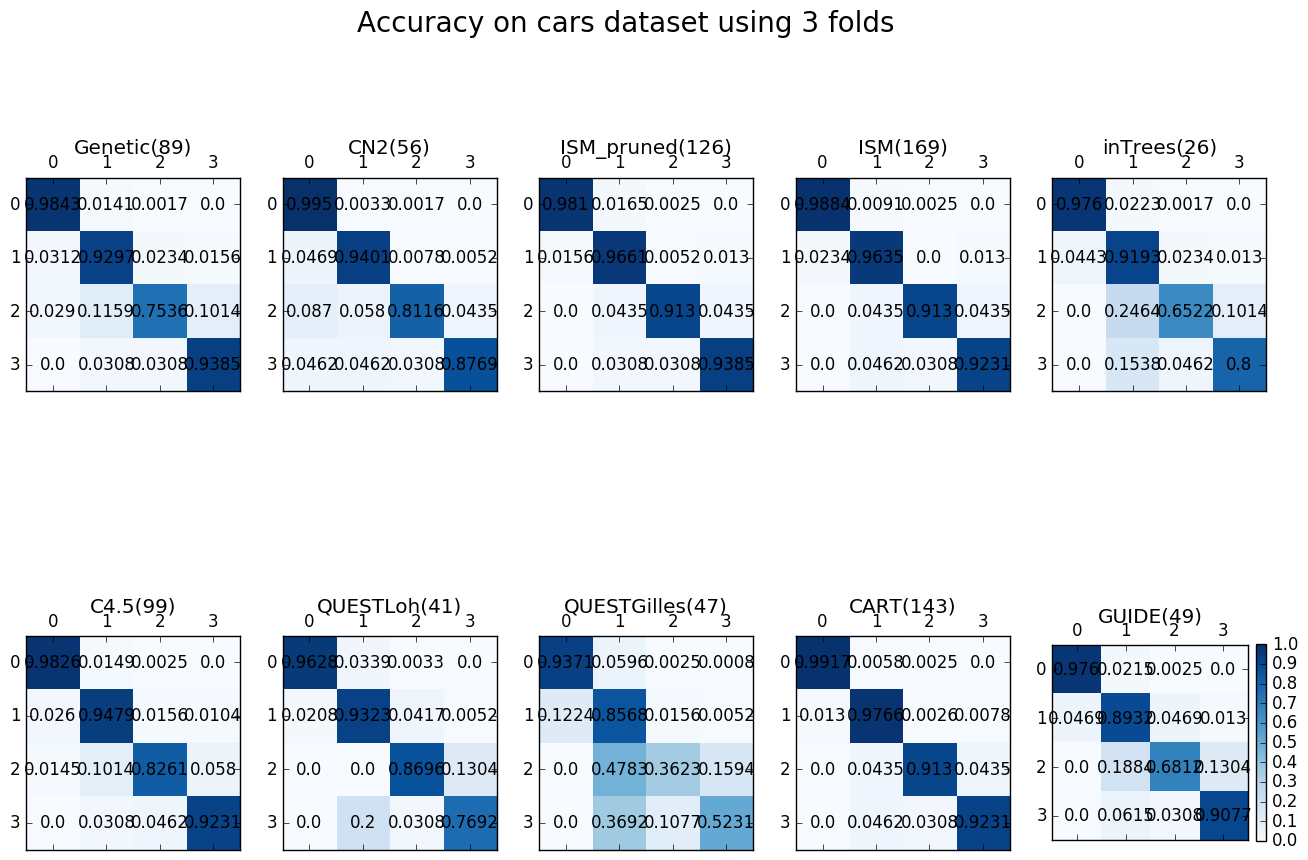 Accuracy on cars dataset using 3 folds
Genetic(89) CN2(56) ISM_pruned(126) ISM(169) inTrees(26)
0 1 2 3 0 1 2 3 0 1 2 3 0 1 2 3 0 1 2 3
0 0.9843 0.0141 0.0017 0.0 0 0.995 0.0033 0.0017 0.0 0 0.981 0.0165 0.0025 0.0 0 0.9884 0.0091 0.0025 0.0 0 0.976 0.0223 0.0017 0.0
1 0.0312 0.9297 0.0234 0.0156 1 0.0469 0.9401 0.0078 0.0052 1 0.0156 0.9661 0.0052 0.013 1 0.0234 0.9635 0.0 0.013 1 0.0443 0.9193 0.0234 0.013
2 0.029 0.1159 0.7536 0.1014 2 0.087 0.058 0.8116 0.0435 2 0.0 0.0435 0.913 0.0435 2 0.0 0.0435 0.913 0.0435 2 0.0 0.2464 0.6522 0.1014
3 0.0 0.0308 0.0308 0.9385 3 0.0462 0.0462 0.0308 0.8769 3 0.0 0.0308 0.0308 0.9385 3 0.0 0.0462 0.0308 0.9231 3 0.0 0.1538 0.0462 0.8
C4.5(99) QUESTLoh(41) QUESTGilles(47) CART(143) GUIDE(49)
0 1 2 3 0 1 2 3 0 1 2 3 0 1 2 3 0 1 2 3
0 0.9826 0.0149 0.0025 0.0 0 0.9628 0.0339 0.0033 0.0 0 0.9371 0.0596 0.0025 0.0008 0 0.9917 0.0058 0.0025 0.0 0 0.976 0.0215 0.0025 0.0
1 0.026 0.9479 0.0156 0.0104 1 0.0208 0.9323 0.0417 0.0052 1 0.1224 0.8568 0.0156 0.0052 1 0.013 0.9766 0.0026 0.0078 1 0.0469 0.8932 0.0469 0.013
2 0.0145 0.1014 0.8261 0.058 2 0.0 0.0 0.8696 0.1304 2 0.0 0.4783 0.3623 0.1594 2 0.0 0.0435 0.913 0.0435 2 0.0 0.1884 0.6812 0.1304
3 0.0 0.0308 0.0462 0.9231 3 0.0 0.2 0.0308 0.7692 3 0.0 0.3692 0.1077 0.5231 3 0.0 0.0462 0.0308 0.9231 3 0.0 0.0615 0.0308 0.9077
1.0
0.9
0.8
0.7
0.6
0.5
0.4
0.3
0.2
0.1
0.0